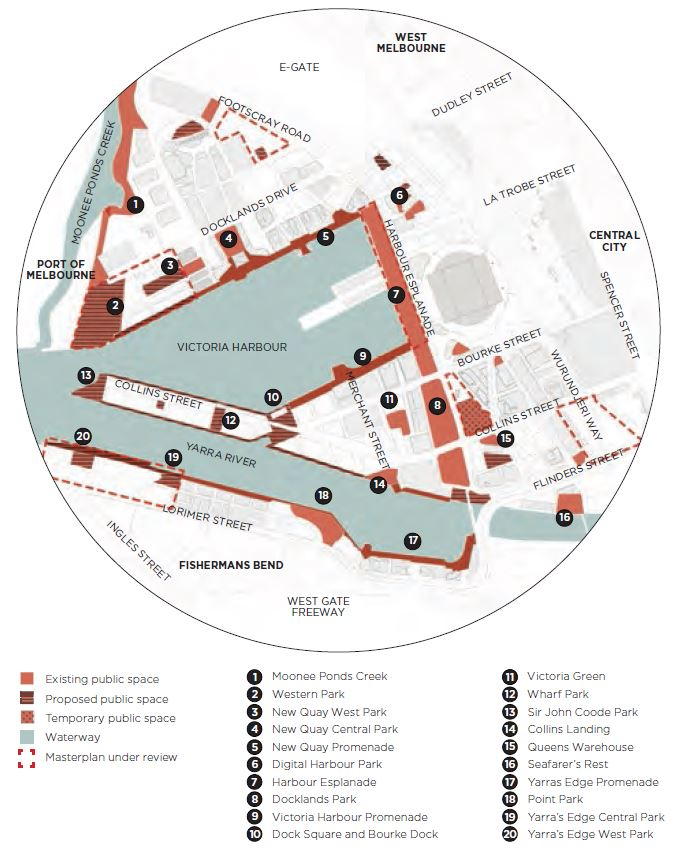 WEST
MELBOURNE
E-GATE
DUDLEY STREET
FOOTSCRAY ROAD
MOONEE PONDS CREEK
LA TROBE STREET
6
1
DOCKLANDS DRIVE
HARBOUR ESPLANADE
CENTRAL
CITY
4
5
PORT OF
MELBOURNE
3
SPENCER STREET
7
2
VICTORIA HARBOUR
BOURKE STREET
9
WURUNDJERI WAY
13
COLLINS STREET
MERCHANT STREET
10
11
8
12
COLLINS STREET
20
15
YARRA RIVER
19
FLINDERS STREET
14
18
LORIMER STREET
16
INGLES STREET
17
FISHERMANS BEND
WEST GATE
FREEWAY
Existing public space
Proposed public space
Temporary public space
Waterway
Masterplan under review
1 Moonee Ponds Creek
2 Western Park
3 New Quay West Park
4 New Quay Central Park
5 New Quay Promenade
6 Digital Harbour Park
7 Harbour Esplanade
8 Docklands Park
9 Victoria Harbour Promenade
10 Dock Square and Bourke Dock
11 Victoria Green
12 Wharf Park
13 Sir John Coode Park
14 Collins Landing
15 Queens Warehouse
16 Seafarer's Rest
17 Yarras Edge Promenade
18 Point Park
19 Yarra's Edge Central Park
20 Yarra's Edge West Park